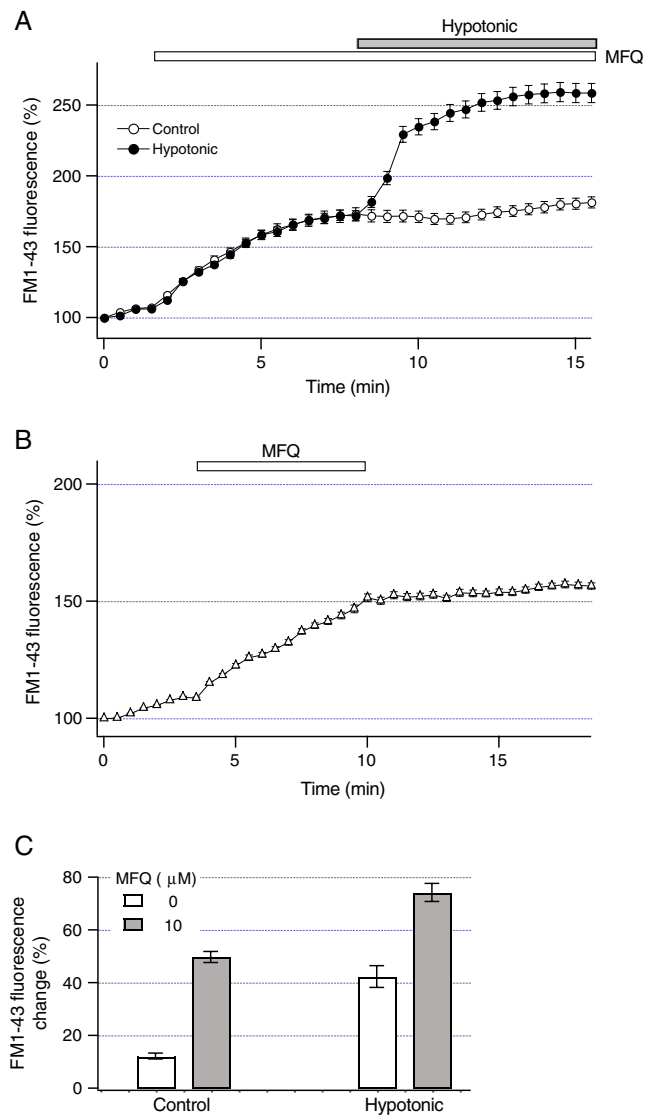 A
Hypotonic
MFQ
FM1-43 fluorescence (%)
250
200
150
100
Control
Hypotonic
0 5 10 15
Time (min)
B
MFQ
FM1-43 fluorescence (%)
200
150
100
0 5 10 15
Time (min)
C
FM1-43 fluorescence
change (%)
80
60
40
20
0
MFQ ( μM)
0
10
Control Hypotonic